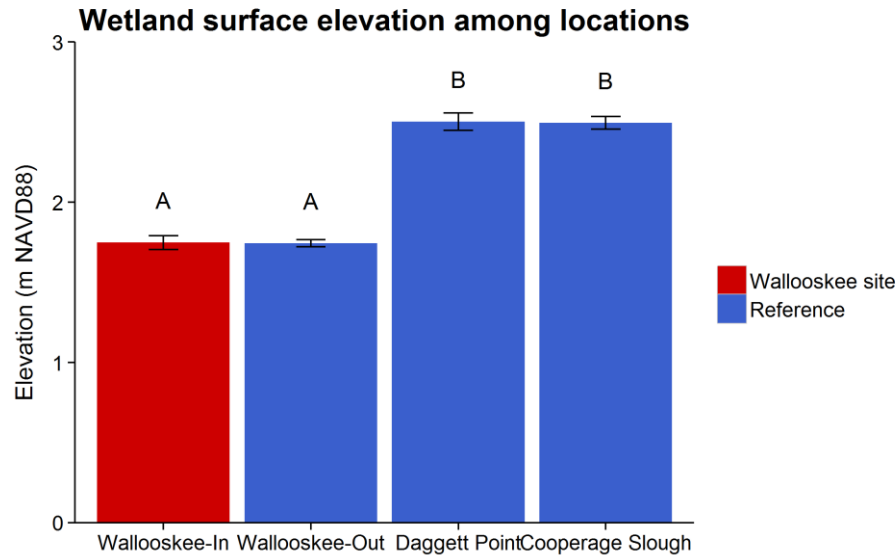 Wetland surface elevation among locations
Elevation (m NAVD88)
3
2
1
0
A
A
B
B
Wallooskee-In
Wallooskee-Out
Daggett Point
Cooperage Slough
Wallooskee site
Reference